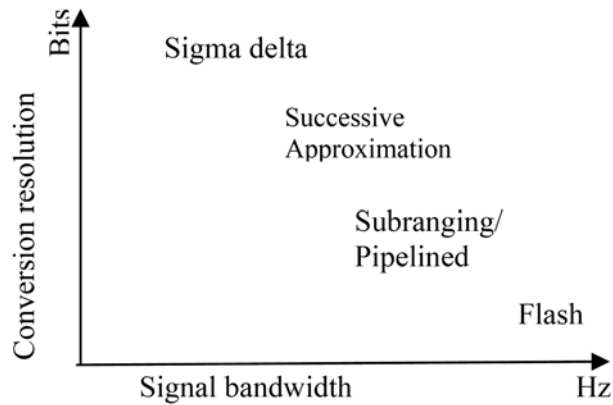 Bits
Conversion resolution
Sigma delta
Successive
Approximation
Subranging/
Pipelined
Flash
Signal bandwidth
Hz